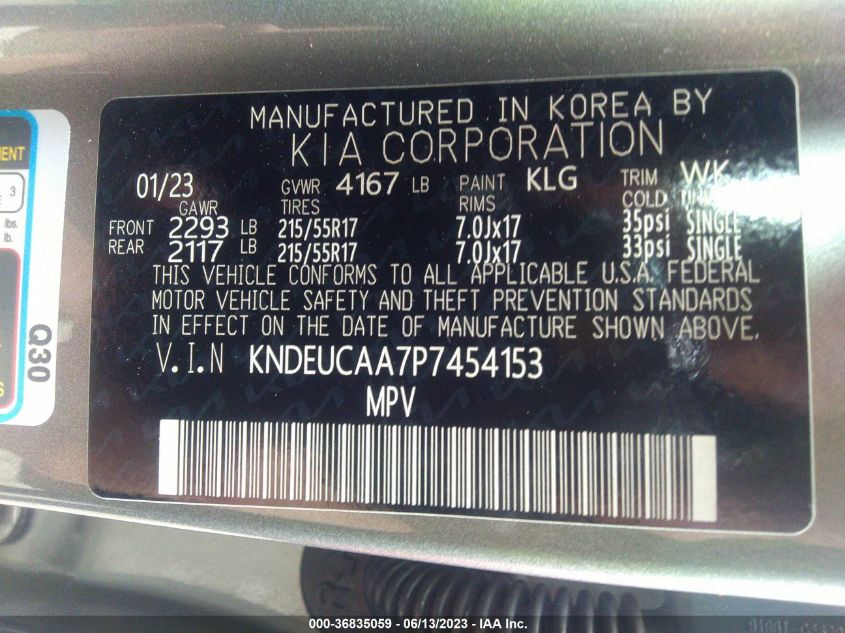 MANUFACTURED IN KOREA BY
KIA CORPORATION
01/23 GVWR 4167 LB PAINT KLG TRIM WK
GAWR TIRES RIMS COLD
FRONT 2293 LB 215/55R17 7.0Jx17 35psi SINGLE
REAR 2117 LB 215/55R17 7.0Jx17 33psi SINGLE
THIS VEHICLE CONFORMS TO ALL APPLICABLE U.S.A. FEDERAL
MOTOR VEHICLE SAFETY AND THEFT PREVENTION STANDARDS
IN EFFECT ON THE DATE OF MANUFACTURE SHOWN ABOVE.
V.I.N KNDEUCAA7P7454153
MPV
3
lbs.
lb.
Q30
000-36835059 - 06/13/2023 - IAA Inc.